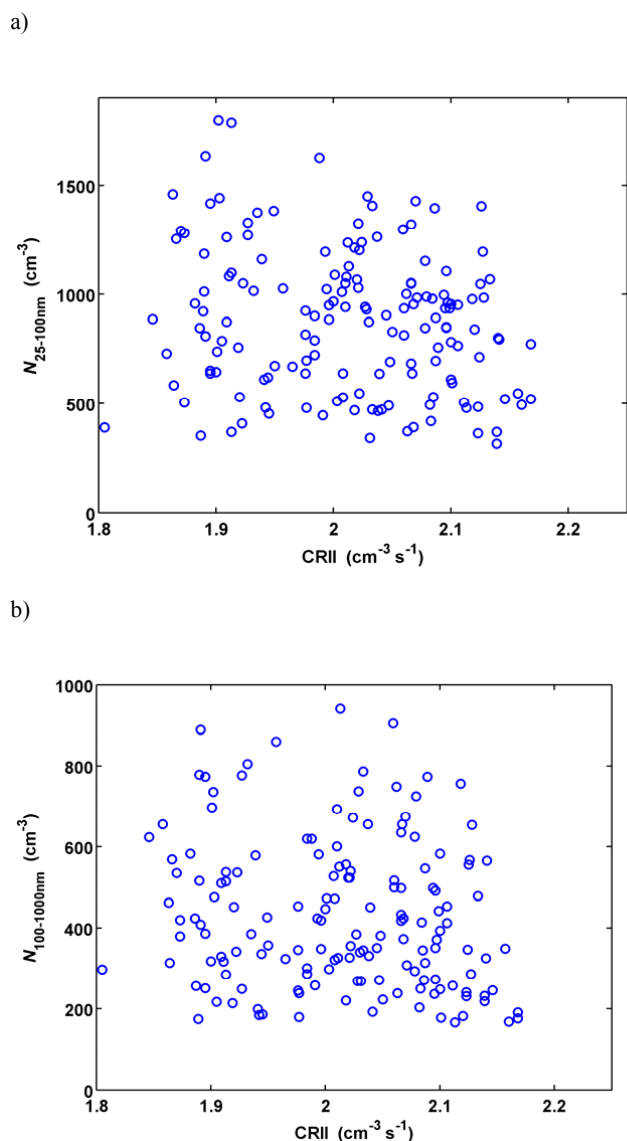 a)
1500
1000
500
0
N25-100nm (cm-3)
1.8 1.9 2 2.1 2.2
CRII (cm-3 s-1)
b)
1000
800
600
400
200
0
N100-1000nm (cm-3)
1.8 1.9 2 2.1 2.2
CRII (cm-3 s-1)